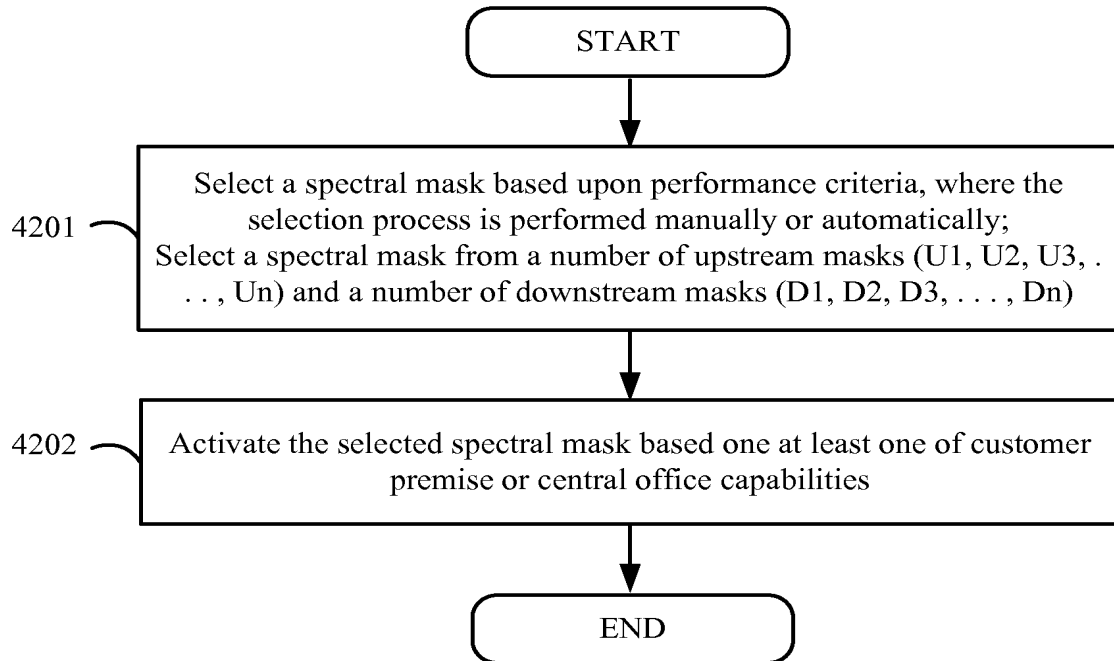 START
4201
Select a spectral mask based upon performance criteria, where the
selection process is performed manually or automatically;
Select a spectral mask from a number of upstream masks (U1, U2, U3, .
. ., Un) and a number of downstream masks (D1, D2, D3, . . . , Dn)
4202
Activate the selected spectral mask based one at least one of customer
premise or central office capabilities
END